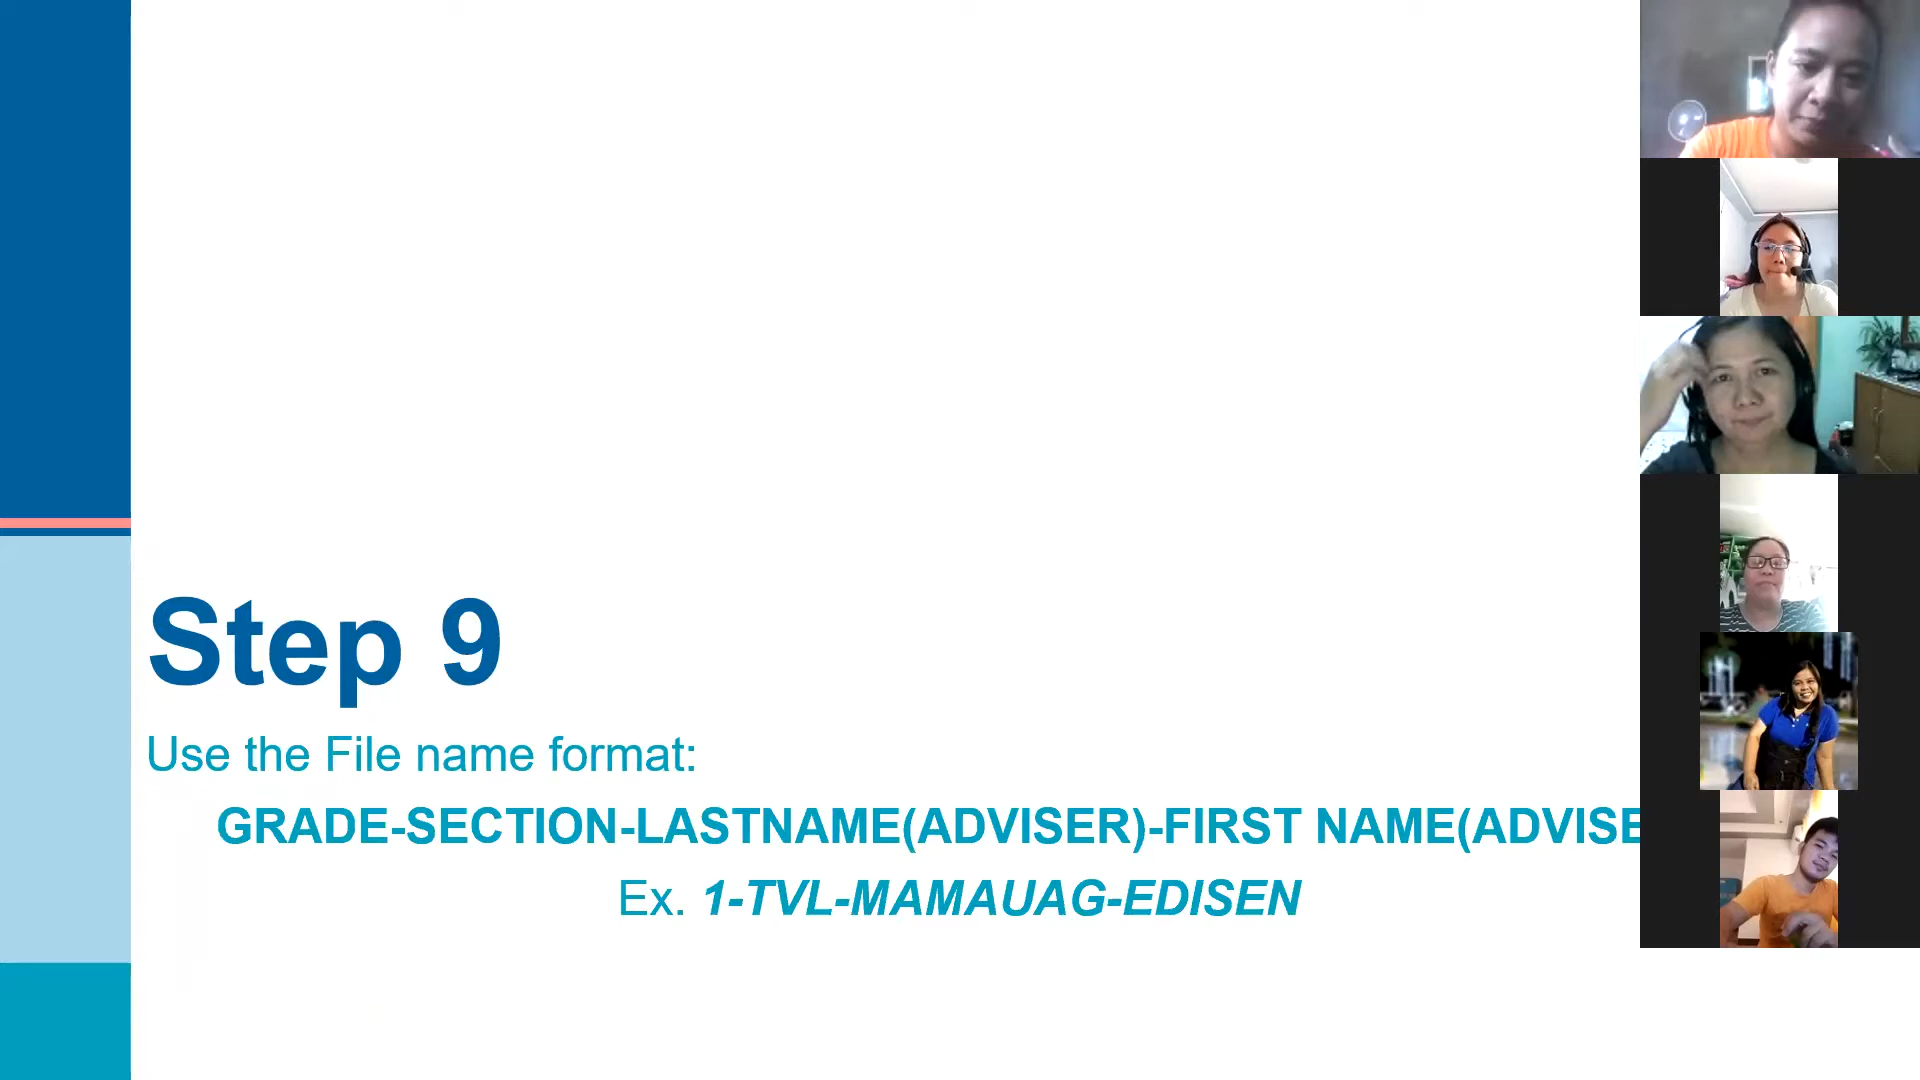 Step 9
Use the File name format:
GRADE-SECTION-LASTNAME(ADVISER)-FIRST NAME(ADVISE
Ex. 1-TVL-MAMAUAG-EDISEN